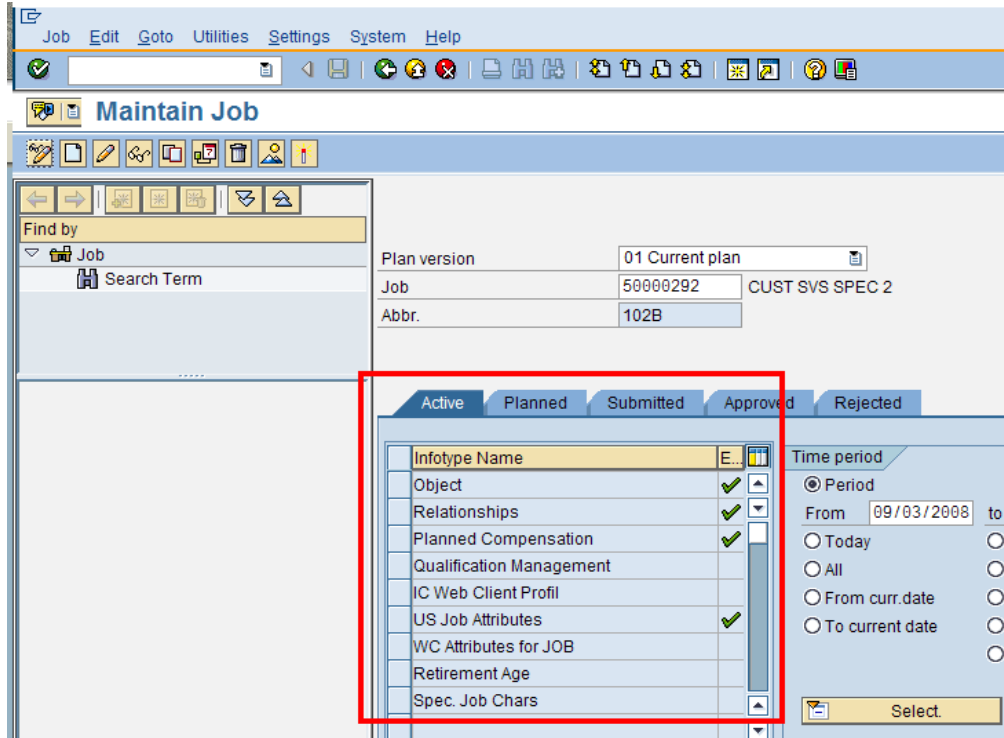 Job Edit Goto Utilities Settings System Help
Maintain Job
Find by
Job
Search Term
Plan version 01 Current plan
Job 50000292 CUST SVS SPEC 2
Abbr. 102B
Active Planned Submitted Approved Rejected
Infotype Name E..
Object
Relationships
Planned Compensation
Qualification Management
IC Web Client Profil
US Job Attributes
WC Attributes for JOB
Retirement Age
Spec. Job Chars
Time period
Period
From 09/03/2008 to
Today
All
From curr.date
To current date
Select.